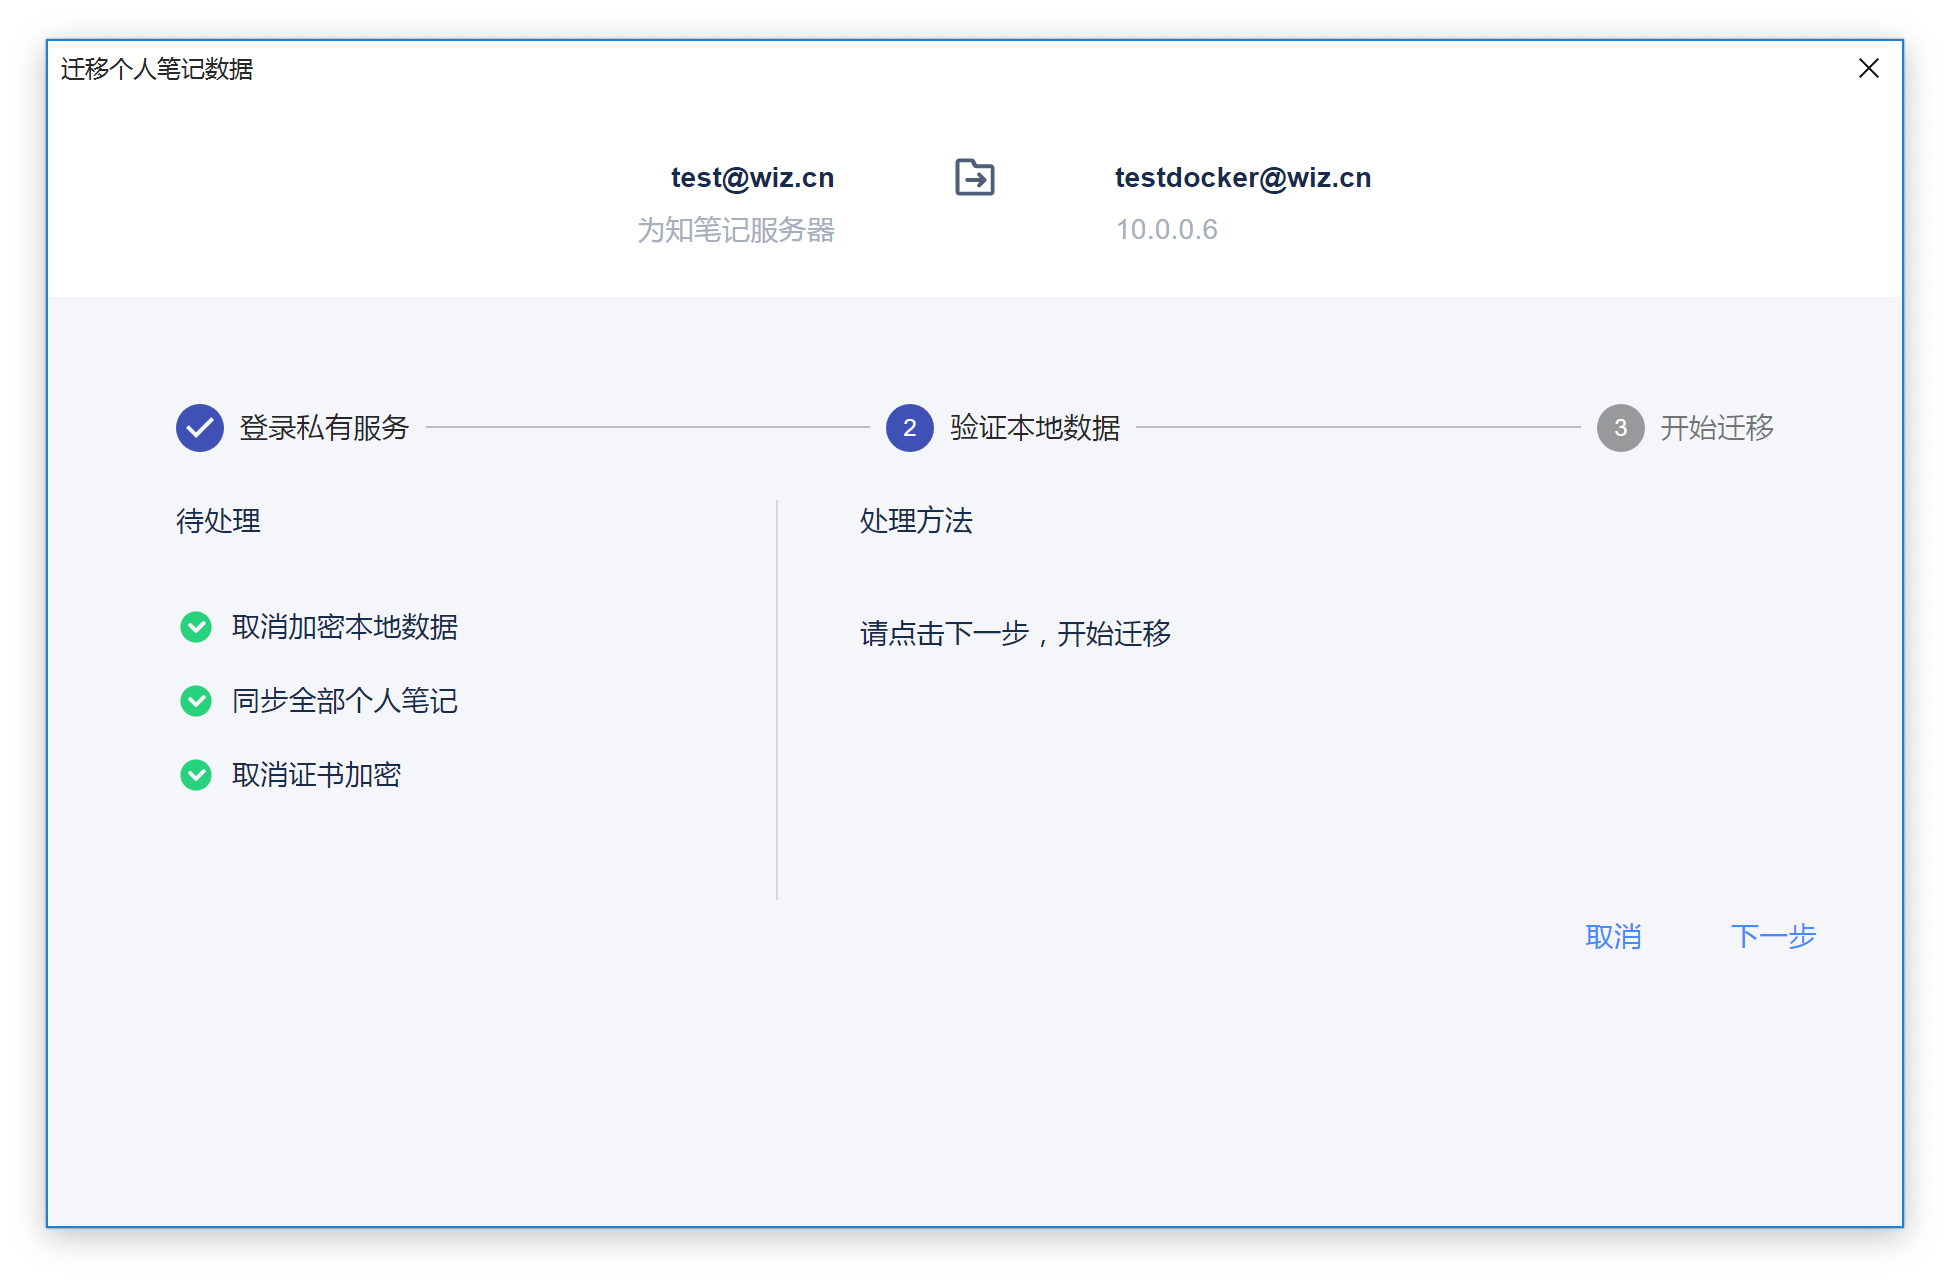 迁移个人笔记数据
test@wiz.cn
为知笔记服务器
testdocker@wiz.cn
10.0.0.6
登录私有服务
2 验证本地数据
3 开始迁移
待处理
取消加密本地数据
同步全部个人笔记
取消证书加密
处理方法
请点击下一步，开始迁移
取消
下一步